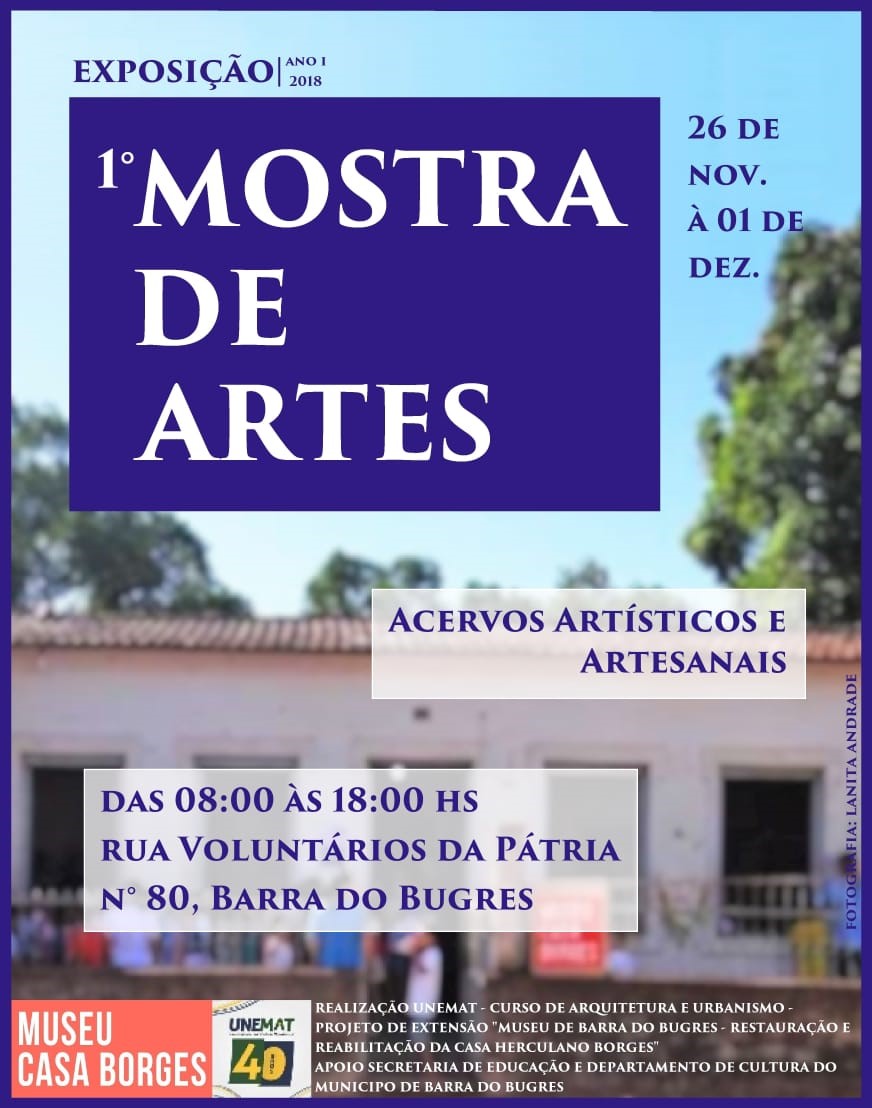 EXPOSIÇÃO|ANO I
2018
1° MOSTRA
DE
ARTES
26 DE
NOV.
À 01 DE
DEZ.
ACERVOS ARTÍSTICOS E
ARTESANAIS
DAS 08:00 ÀS 18:00 HS
RUA VOLUNTÁRIOS DA PÁTRIA
N° 80, BARRA DO BUGRES
FOTOGRAFIA: LANITA ANDRADE
MUSEU
CASA BORGES
UNEMAT
40
REALIZAÇÃO UNEMAT - CURSO DE ARQUITETURA E URBANISMO -
PROJETO DE EXTENSÃO "MUSEU DE BARRA DO BUGRES - RESTAURAÇÃO E
REABILITAÇÃO DA CASA HERCULANO BORGES"
APOIO SECRETARIA DE EDUCAÇÃO E DEPARTAMENTO DE CULTURA DO
MUNICIPO DE BARRA DO BUGRES